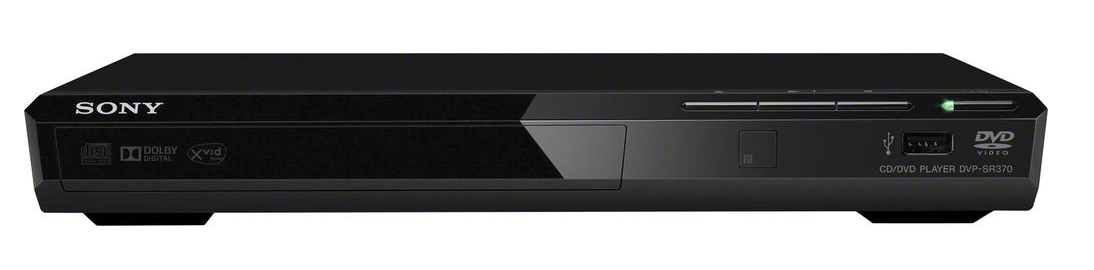 SONY
DOLBY
DIGITAL
xvid
DVD
VIDEO
CD/DVD PLAYER DVP-SR370